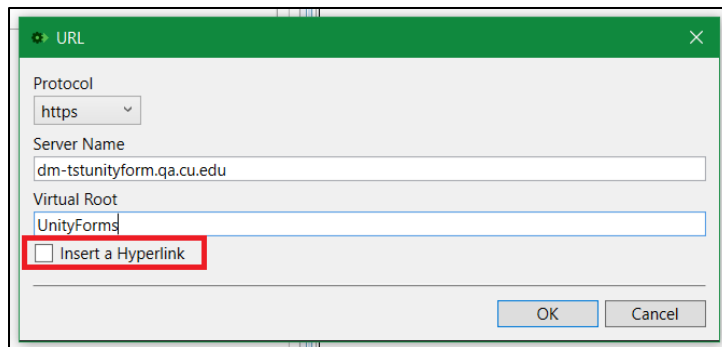 URL
Protocol
https
Server Name
dm-tstunityform.qa.cu.edu
Virtual Root
UnityForms
Insert a Hyperlink
OK Cancel